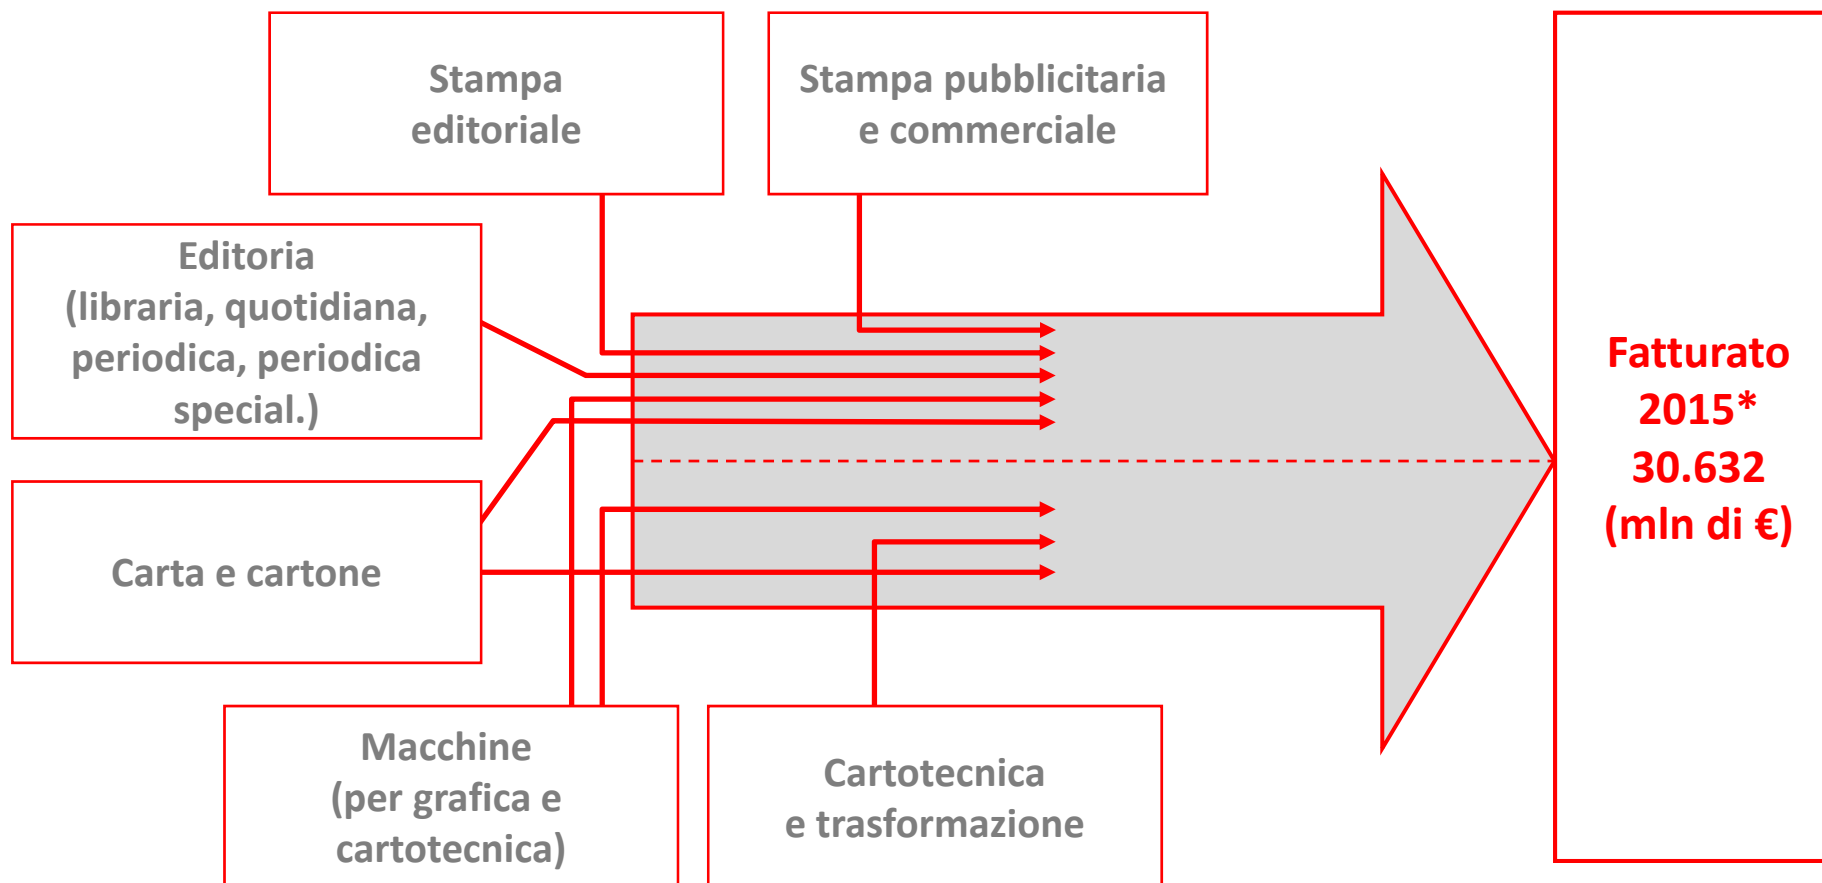 Stampa
editoriale
Stampa pubblicitaria
e commerciale
Editoria
(libraria, quotidiana,
periodica, periodica
special.)
Carta e cartone
Macchine
(per grafica e
cartotecnica)
Cartotecnica
e trasformazione
Fatturato
2015*
30.632
(mln di €)